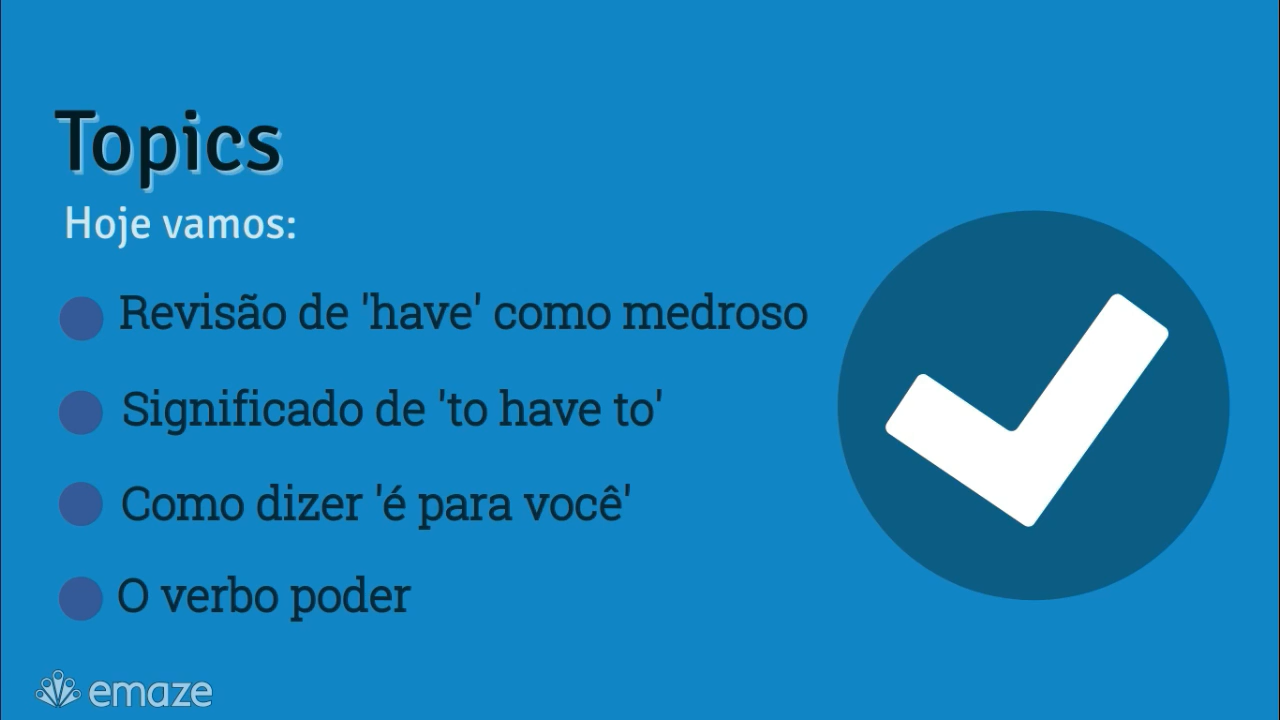 Topics
Hoje vamos:
Revisão de 'have' como medroso
Significado de 'to have to'
Como dizer 'é para você'
O verbo poder
emaze